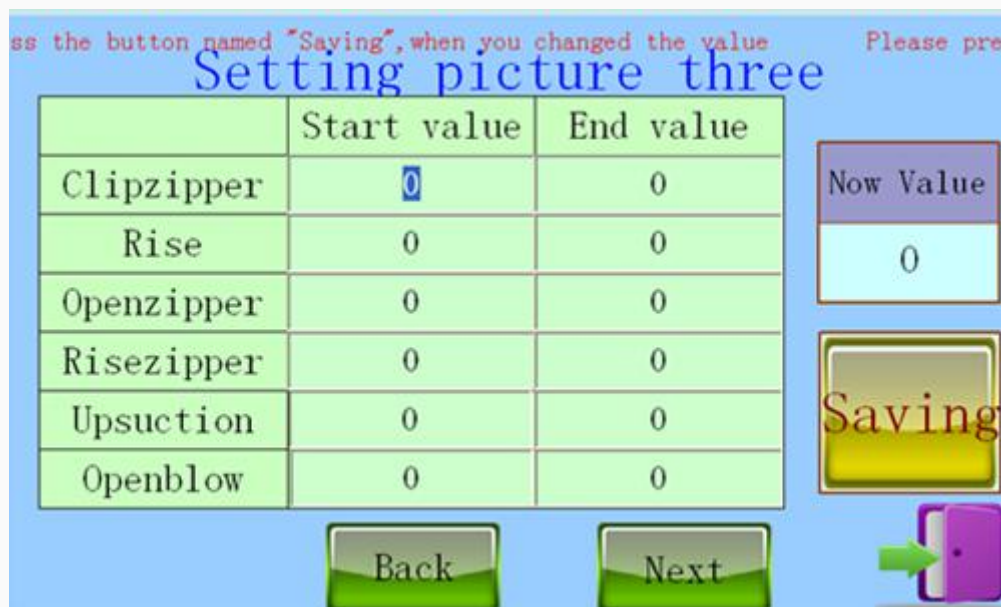 ss the button named "Saving",when you changed the value Please pre
Setting picture three
Start value End value
Clipzipper 0 0
Now Value
Rise 0 0
0
Openzipper 0 0
Risezipper 0 0
Upsuction 0 0
Saving
Openblow 0 0
Back Next